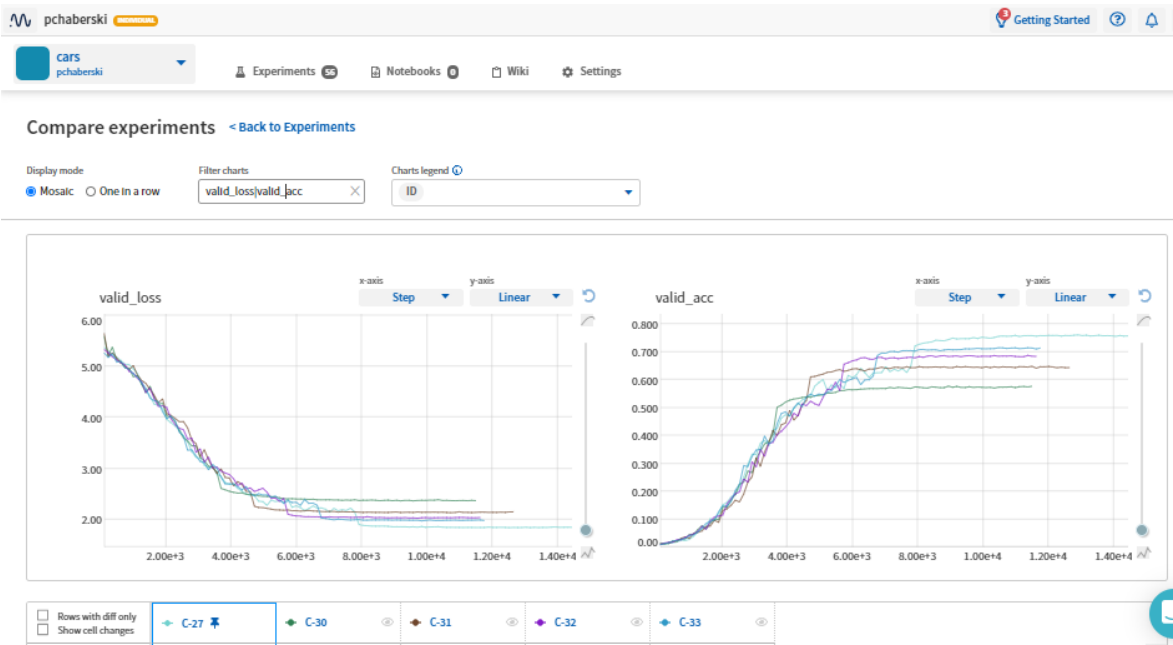 pchaberski INDIVIDUAL
3 Getting Started
cars
pchaberski
Experiments 56 Notebooks 0 Wiki Settings
Compare experiments < Back to Experiments
Display mode Filter charts Charts legend
Mosaic One in a row valid_loss|valid_acc ID
x-axis y-axis
valid_loss Step Linear
6.00
5.00
4.00
3.00
2.00
2.00e+3 4.00e+3 6.00e+3 8.00e+3 1.00e+4 1.20e+4 1.40e+4
x-axis y-axis
valid_acc Step Linear
0.800
0.700
0.600
0.500
0.400
0.300
0.200
0.100
0.00
2.00e+3 4.00e+3 6.00e+3 8.00e+3 1.00e+4 1.20e+4 1.40e+4
Rows with diff only
Show cell changes
C-27 C-30 C-31 C-32 C-33